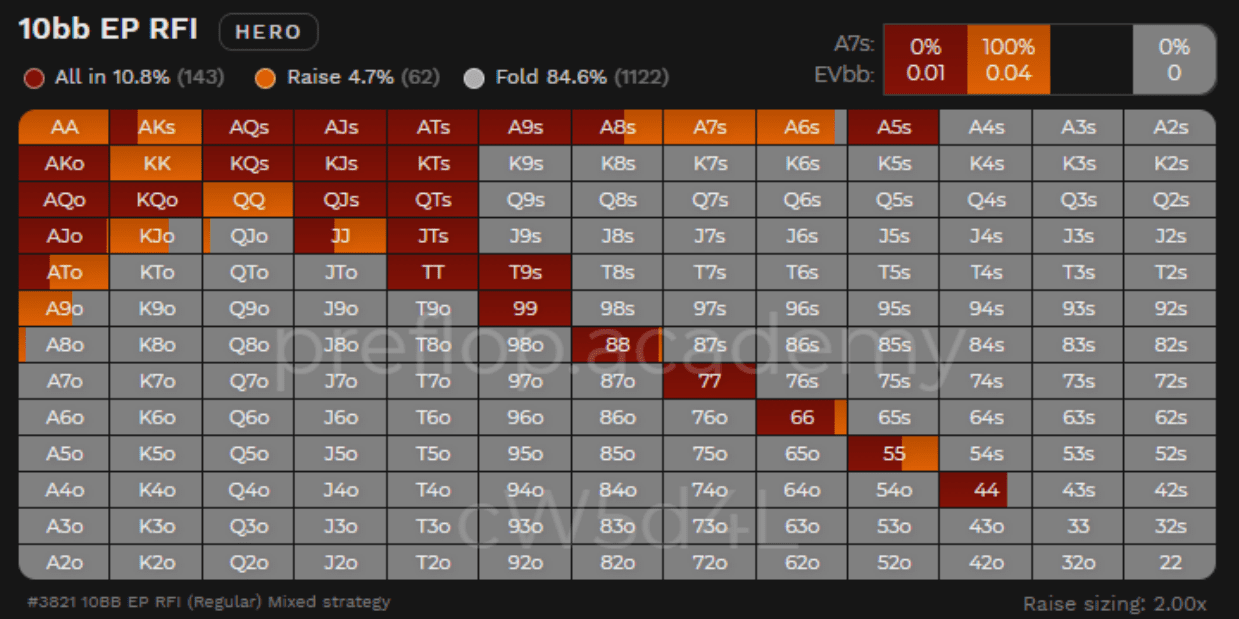 10bb EP RFI HERO
All in 10.8% (143) Raise 4.7% (62) Fold 84.6% (1122)
A7s: 0% 100% 0%
EVbb: 0.01 0.04 0
AA AKs AQs AJs ATs A9s A8s A7s A6s A5s A4s A3s A2s
AKo KK KQs KJs KTs K9s K8s K7s K6s K5s K4s K3s K2s
AQo KQo QQ QJs QTs Q9s Q8s Q7s Q6s Q5s Q4s Q3s Q2s
AJo KJo QJo JJ JTs J9s J8s J7s J6s J5s J4s J3s J2s
ATo KTo QTo JTo TT T9s T8s T7s T6s T5s T4s T3s T2s
A9o K9o Q9o J9o T9o 99 98s 97s 96s 95s 94s 93s 92s
preflop.academy
A8o K8o Q8o J8o T8o 98o 88 87s 86s 85s 84s 83s 82s
A7o K7o Q7o J7o T7o 97o 87o 77 76s 75s 74s 73s 72s
A6o K6o Q6o J6o T6o 96o 86o 76o 66 65s 64s 63s 62s
A5o K5o Q5o J5o T5o 95o 85o 75o 65o 55 54s 53s 52s
A4o K4o Q4o J4o T4o 94o 84o 74o 64o 54o 44 43s 42s
cW5d4L
A3o K3o Q3o J3o T3o 93o 83o 73o 63o 53o 43o 33 32s
A2o K2o Q2o J2o T2o 92o 82o 72o 62o 52o 42o 32o 22
#3821 10BB EP RFI (Regular) Mixed strategy
Raise sizing: 2.00x